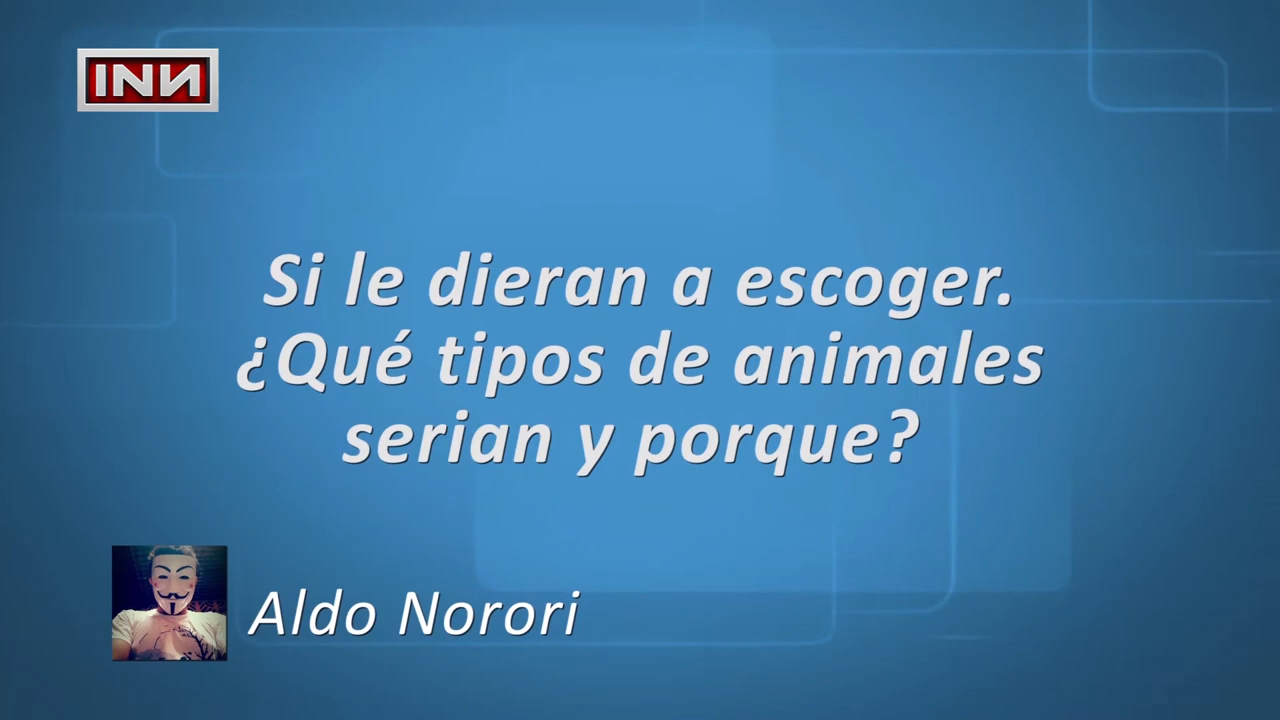 INN
Si le dieran a escoger.
¿Qué tipos de animales
serian y porque?
Aldo Norori